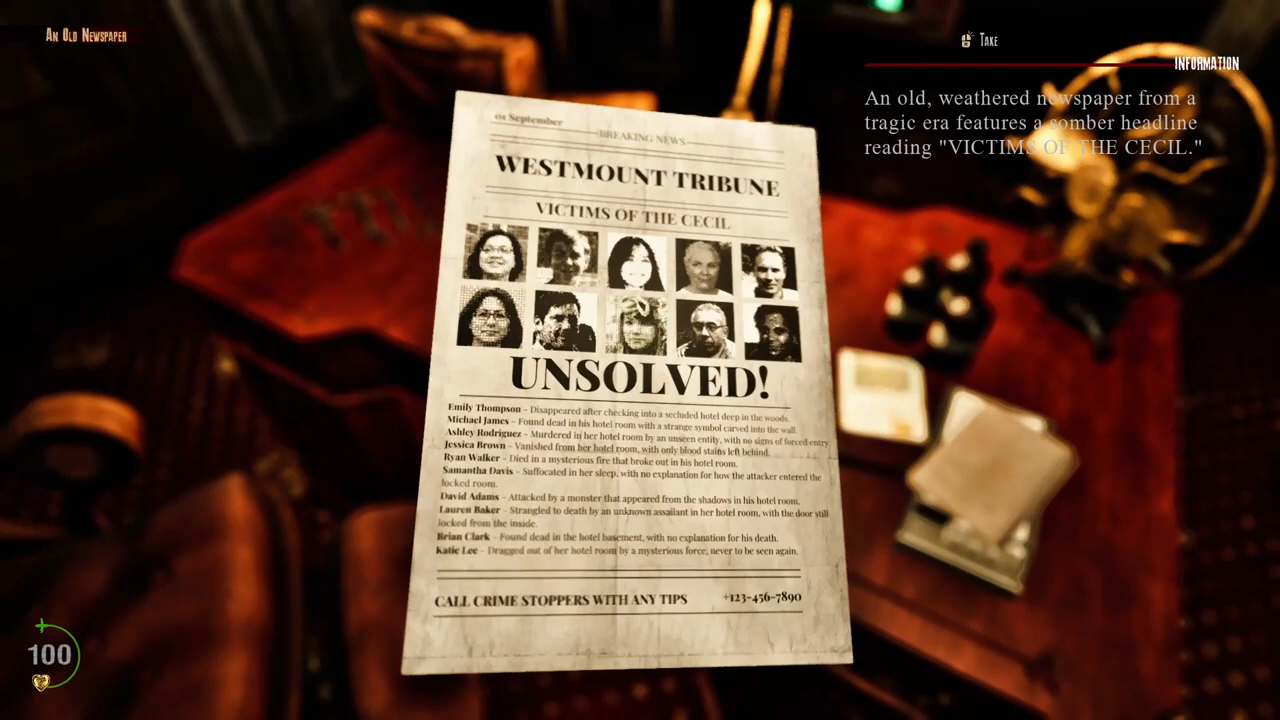 An Old Newspaper
Take
INFORMATION
An old, weathered newspaper from a
tragic era features a somber headline
reading "VICTIMS OF THE CECIL."
01 September
BREAKING NEWS
WESTMOUNT TRIBUNE
VICTIMS OF THE CECIL
UNSOLVED!
Emily Thompson - Disappeared after checking into a secluded hotel deep in the woods.
Michael James - Found dead in his hotel room with a strange symbol carved into the wall.
Ashley Rodriguez - Murdered in her hotel room by an unseen entity, with no signs of forced entry.
Jessica Brown - Vanished from her hotel room, with only blood stains left behind.
Ryan Walker - Died in a mysterious fire that broke out in his hotel room.
Samantha Davis - Suffocated in her sleep, with no explanation for how the attacker entered the
locked room.
David Adams - Attacked by a monster that appeared from the shadows in his hotel room.
Lauren Baker - Strangled to death by an unknown assailant in her hotel room, with the door still
locked from the inside.
Brian Clark - Found dead in the hotel basement, with no explanation for his death.
Katie Lee - Dragged out of her hotel room by a mysterious force, never to be seen again.
CALL CRIME STOPPERS WITH ANY TIPS +123-456-7890
100